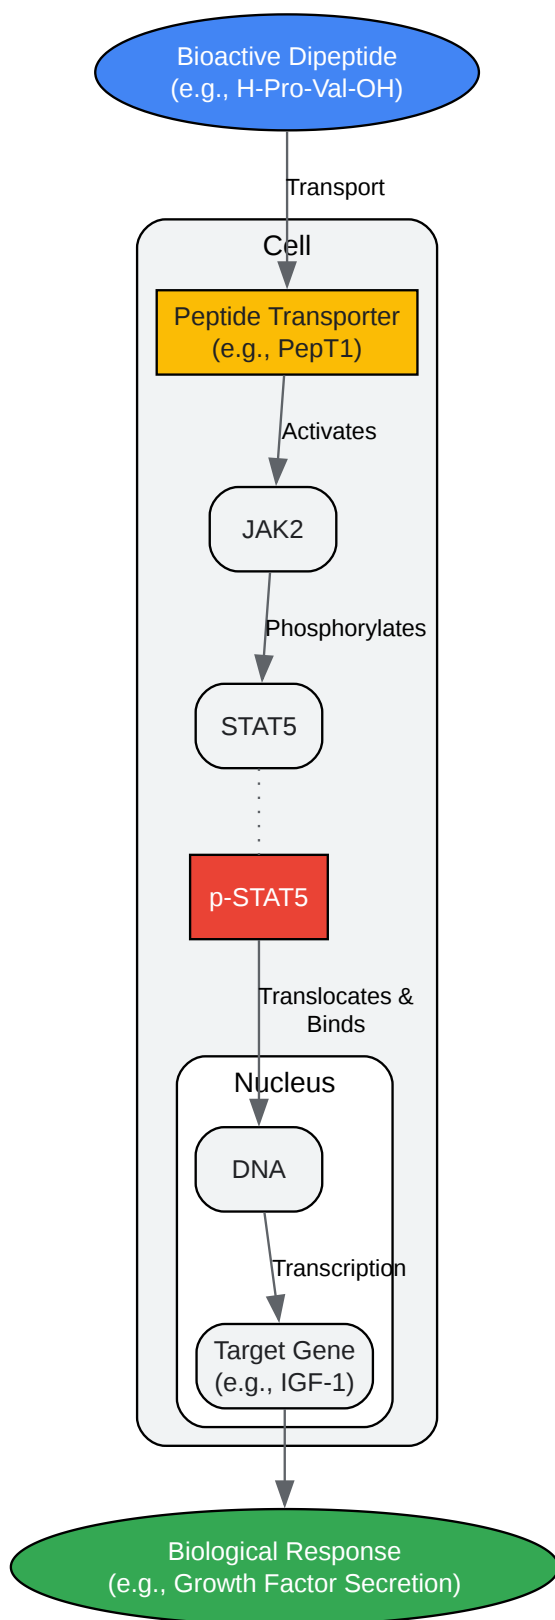 Bioactive Dipeptide
(e.g., H-Pro-Val-OH)
Transport
Cell
Peptide Transporter
(e.g., PepT1)
Activates
JAK2
Phosphorylates
STAT5
p-STAT5
Translocates &
Binds
Nucleus
DNA
Transcription
Target Gene
(e.g., IGF-1)
Biological Response
(e.g., Growth Factor Secretion)